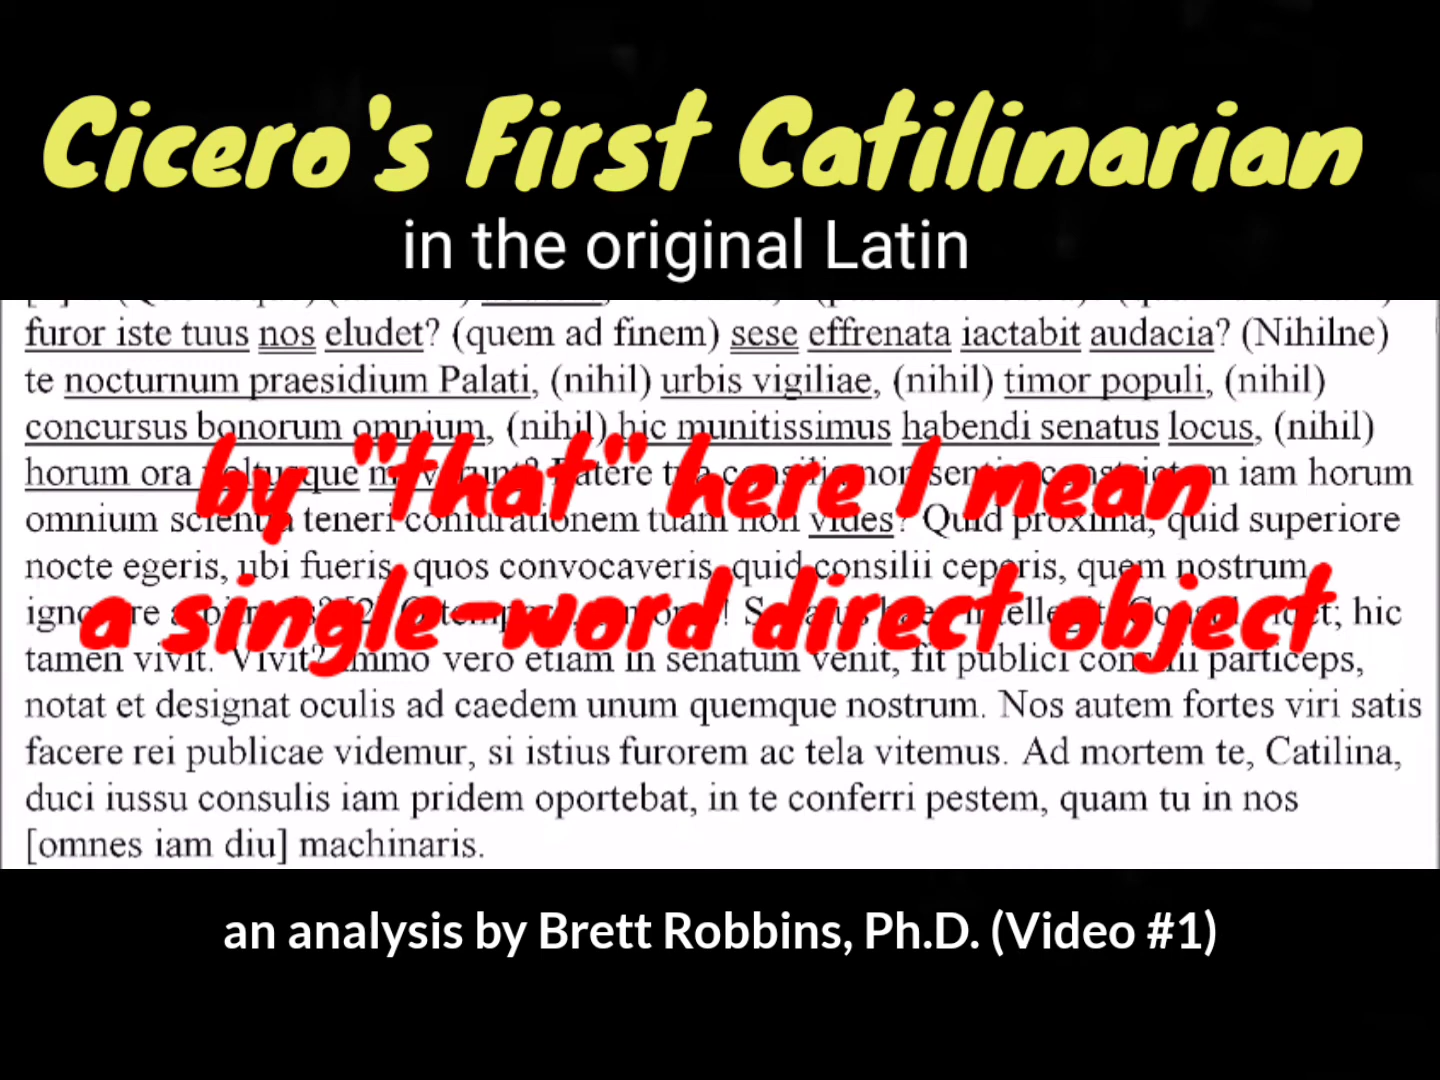 Cicero's First Catilinarian
in the original Latin
furor iste tuus nos eludet? (quem ad finem) sese effrenata iactabit audacia? (Nihilne)
te nocturnum praesidium Palati, (nihil) urbis vigiliae, (nihil) timor populi, (nihil)
concursus bonorum omnium, (nihil) hic munitissimus habendi senatus locus, (nihil)
horum ora iam horum
by "that" here I mean
omnium teneri coniurationem tuam non vides? Quid proxima, quid superiore
nocte egeris, ubi fueris, quos convocaveris, quid consilii ceperis, quem nostrum
hic
a single-word direct object
tamen vivit. Vivit? immo vero etiam in senatum venit, fit publici particeps,
notat et designat oculis ad caedem unum quemque nostrum. Nos autem fortes viri satis
facere rei publicae videmur, si istius furorem ac tela vitemus. Ad mortem te, Catilina,
duci iussu consulis iam pridem oportebat, in te conferri pestem, quam tu in nos
[omnes iam diu] machinaris.
an analysis by Brett Robbins, Ph.D. (Video #1)